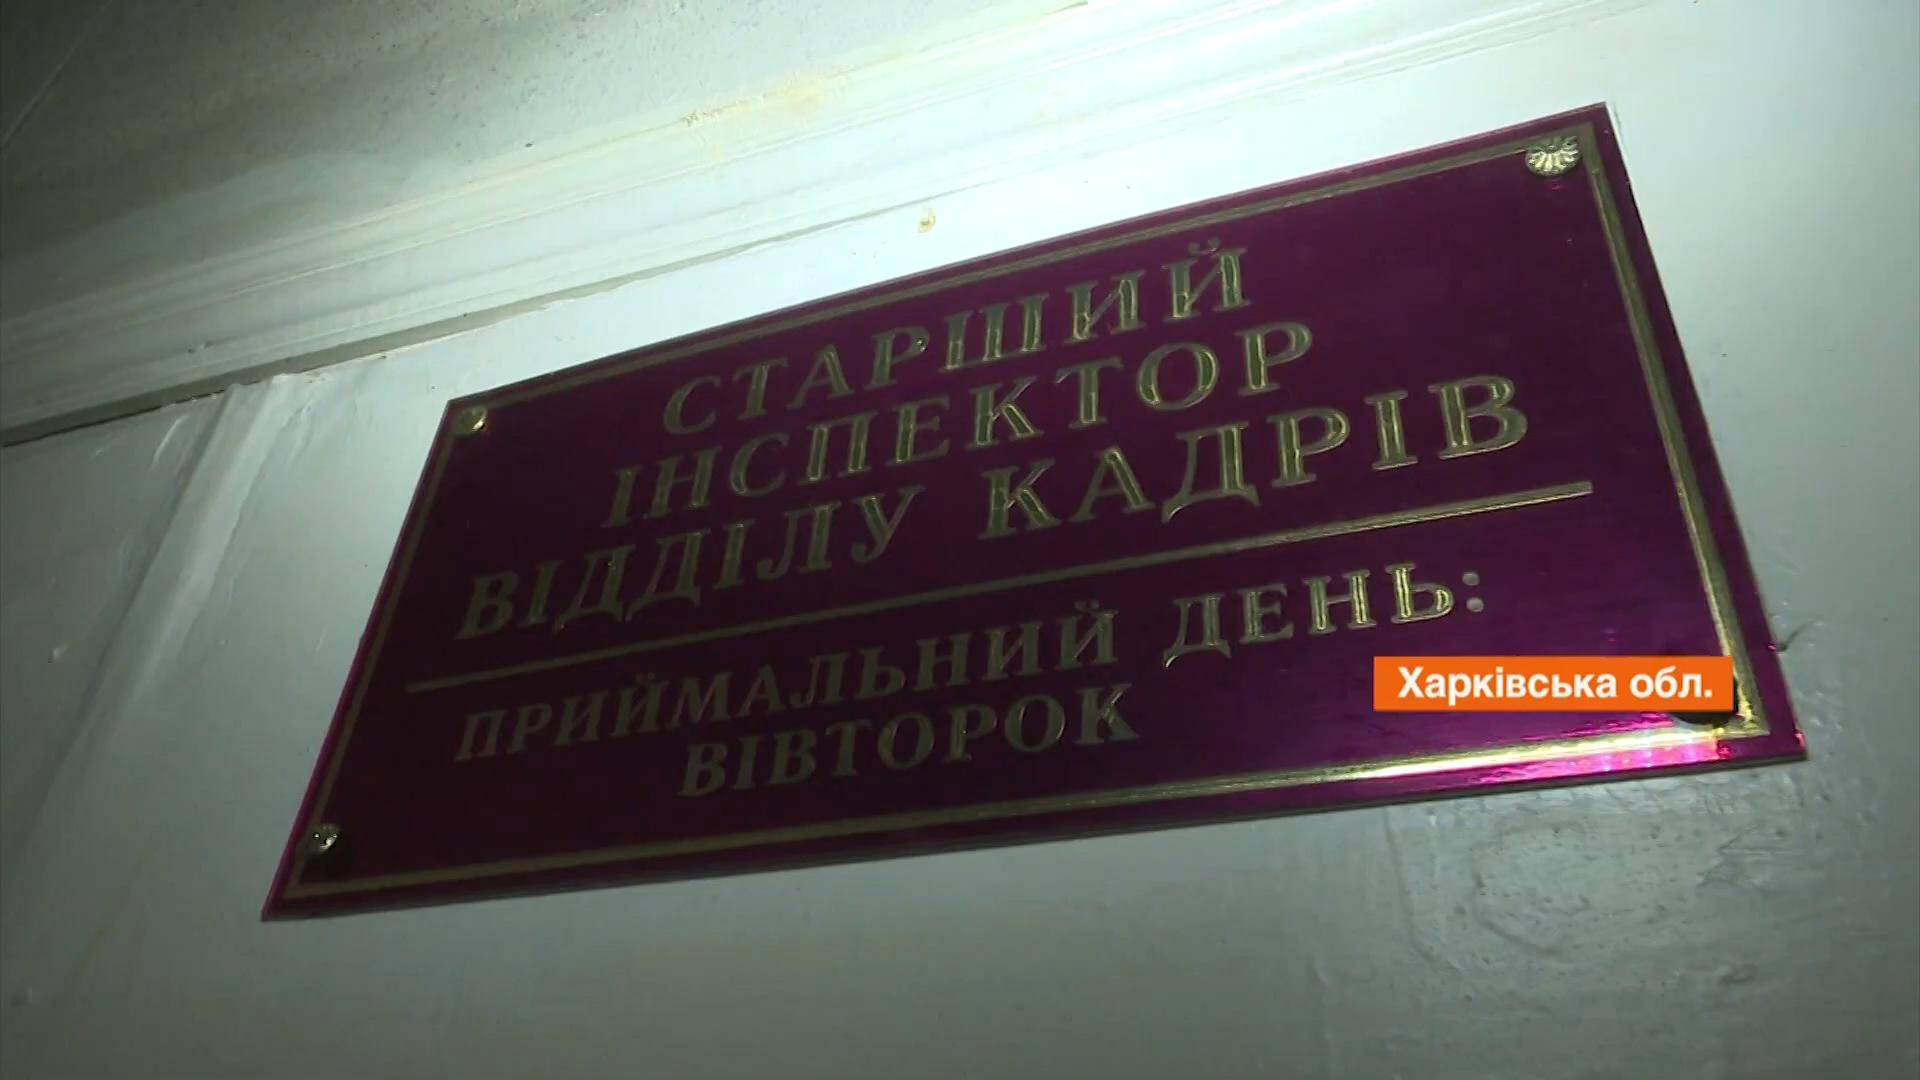 СТАРШИЙ
ІНСПЕКТОР
ВІДДІЛУ КАДРІВ
ПРИЙМАЛЬНИЙ ДЕНЬ:
ВІВТОРОК
Харківська обл.